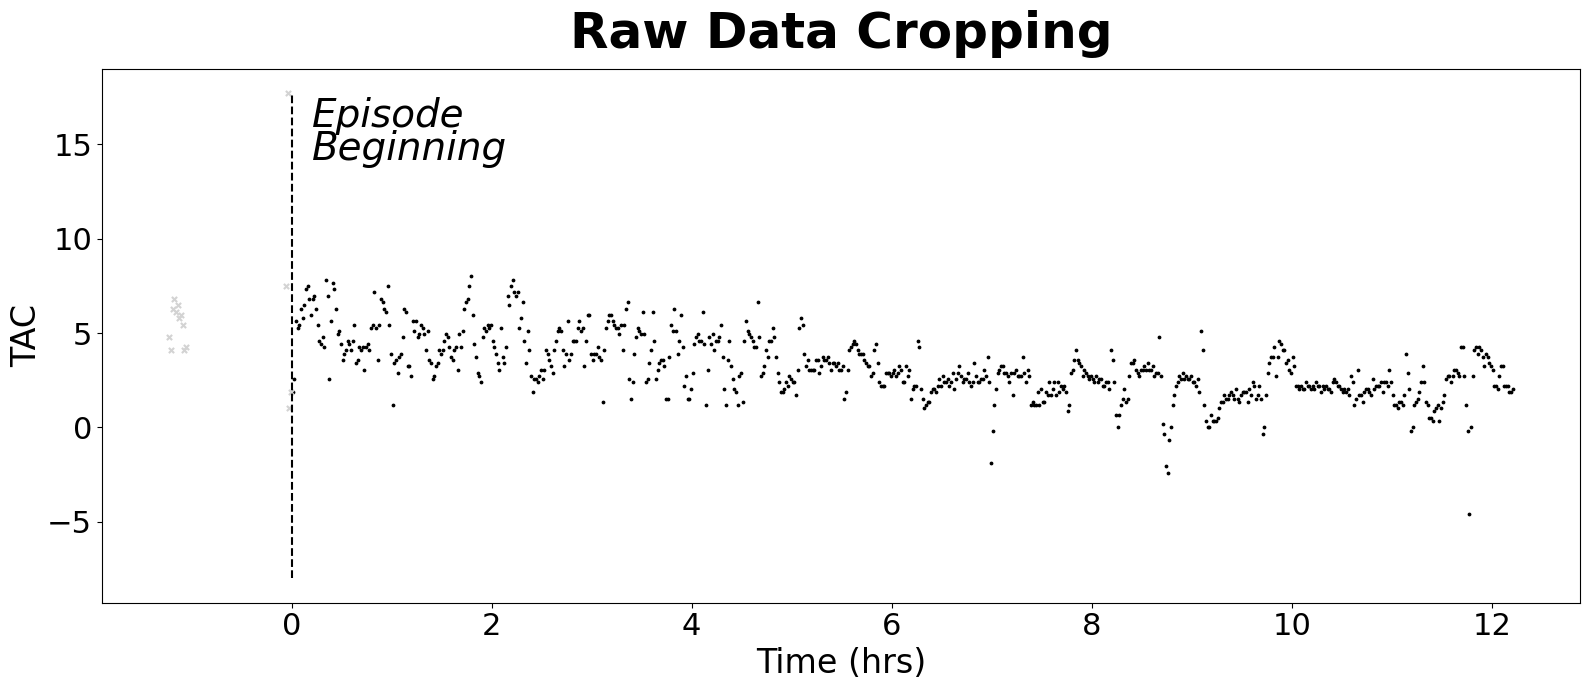 Raw Data Cropping
Episode
Beginning
15
10
5
0
−5
TAC
0 2 4 6 8 10 12
Time (hrs)